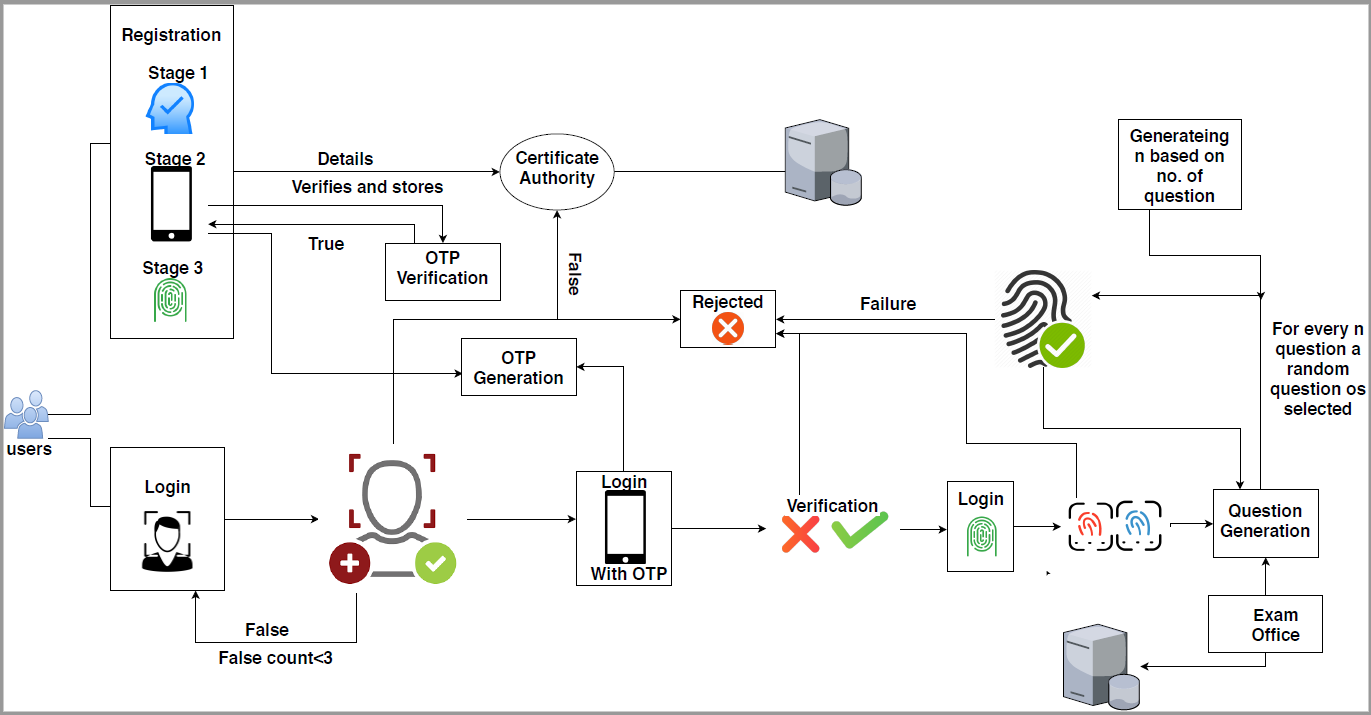 Registration
Stage 1
Stage 2
Stage 3
Details
Verifies and stores
True
OTP
Verification
Certificate
Authority
False
Rejected
Failure
Generateing
n based on
no. of
question
For every n
question a
random
question os
selected
OTP
Generation
users
Login
False
False count<3
Login
With OTP
Verification
Login
Question
Generation
Exam
Office